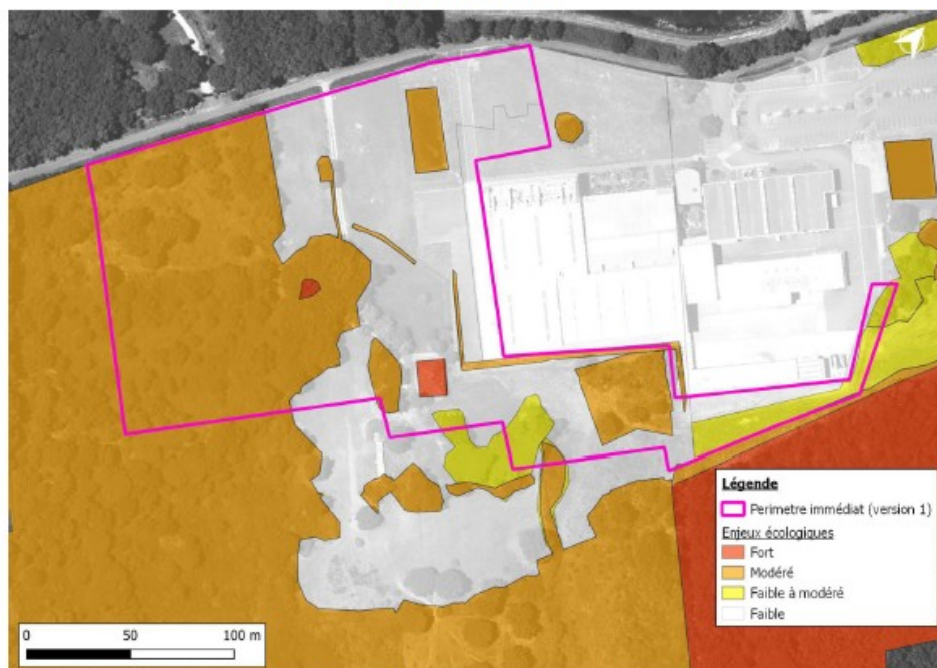 Légende
Perimetre immédiat (version 1)
Enjeux écologiques
Fort
Modéré
Faible à modéré
Faible
0 50 100 m